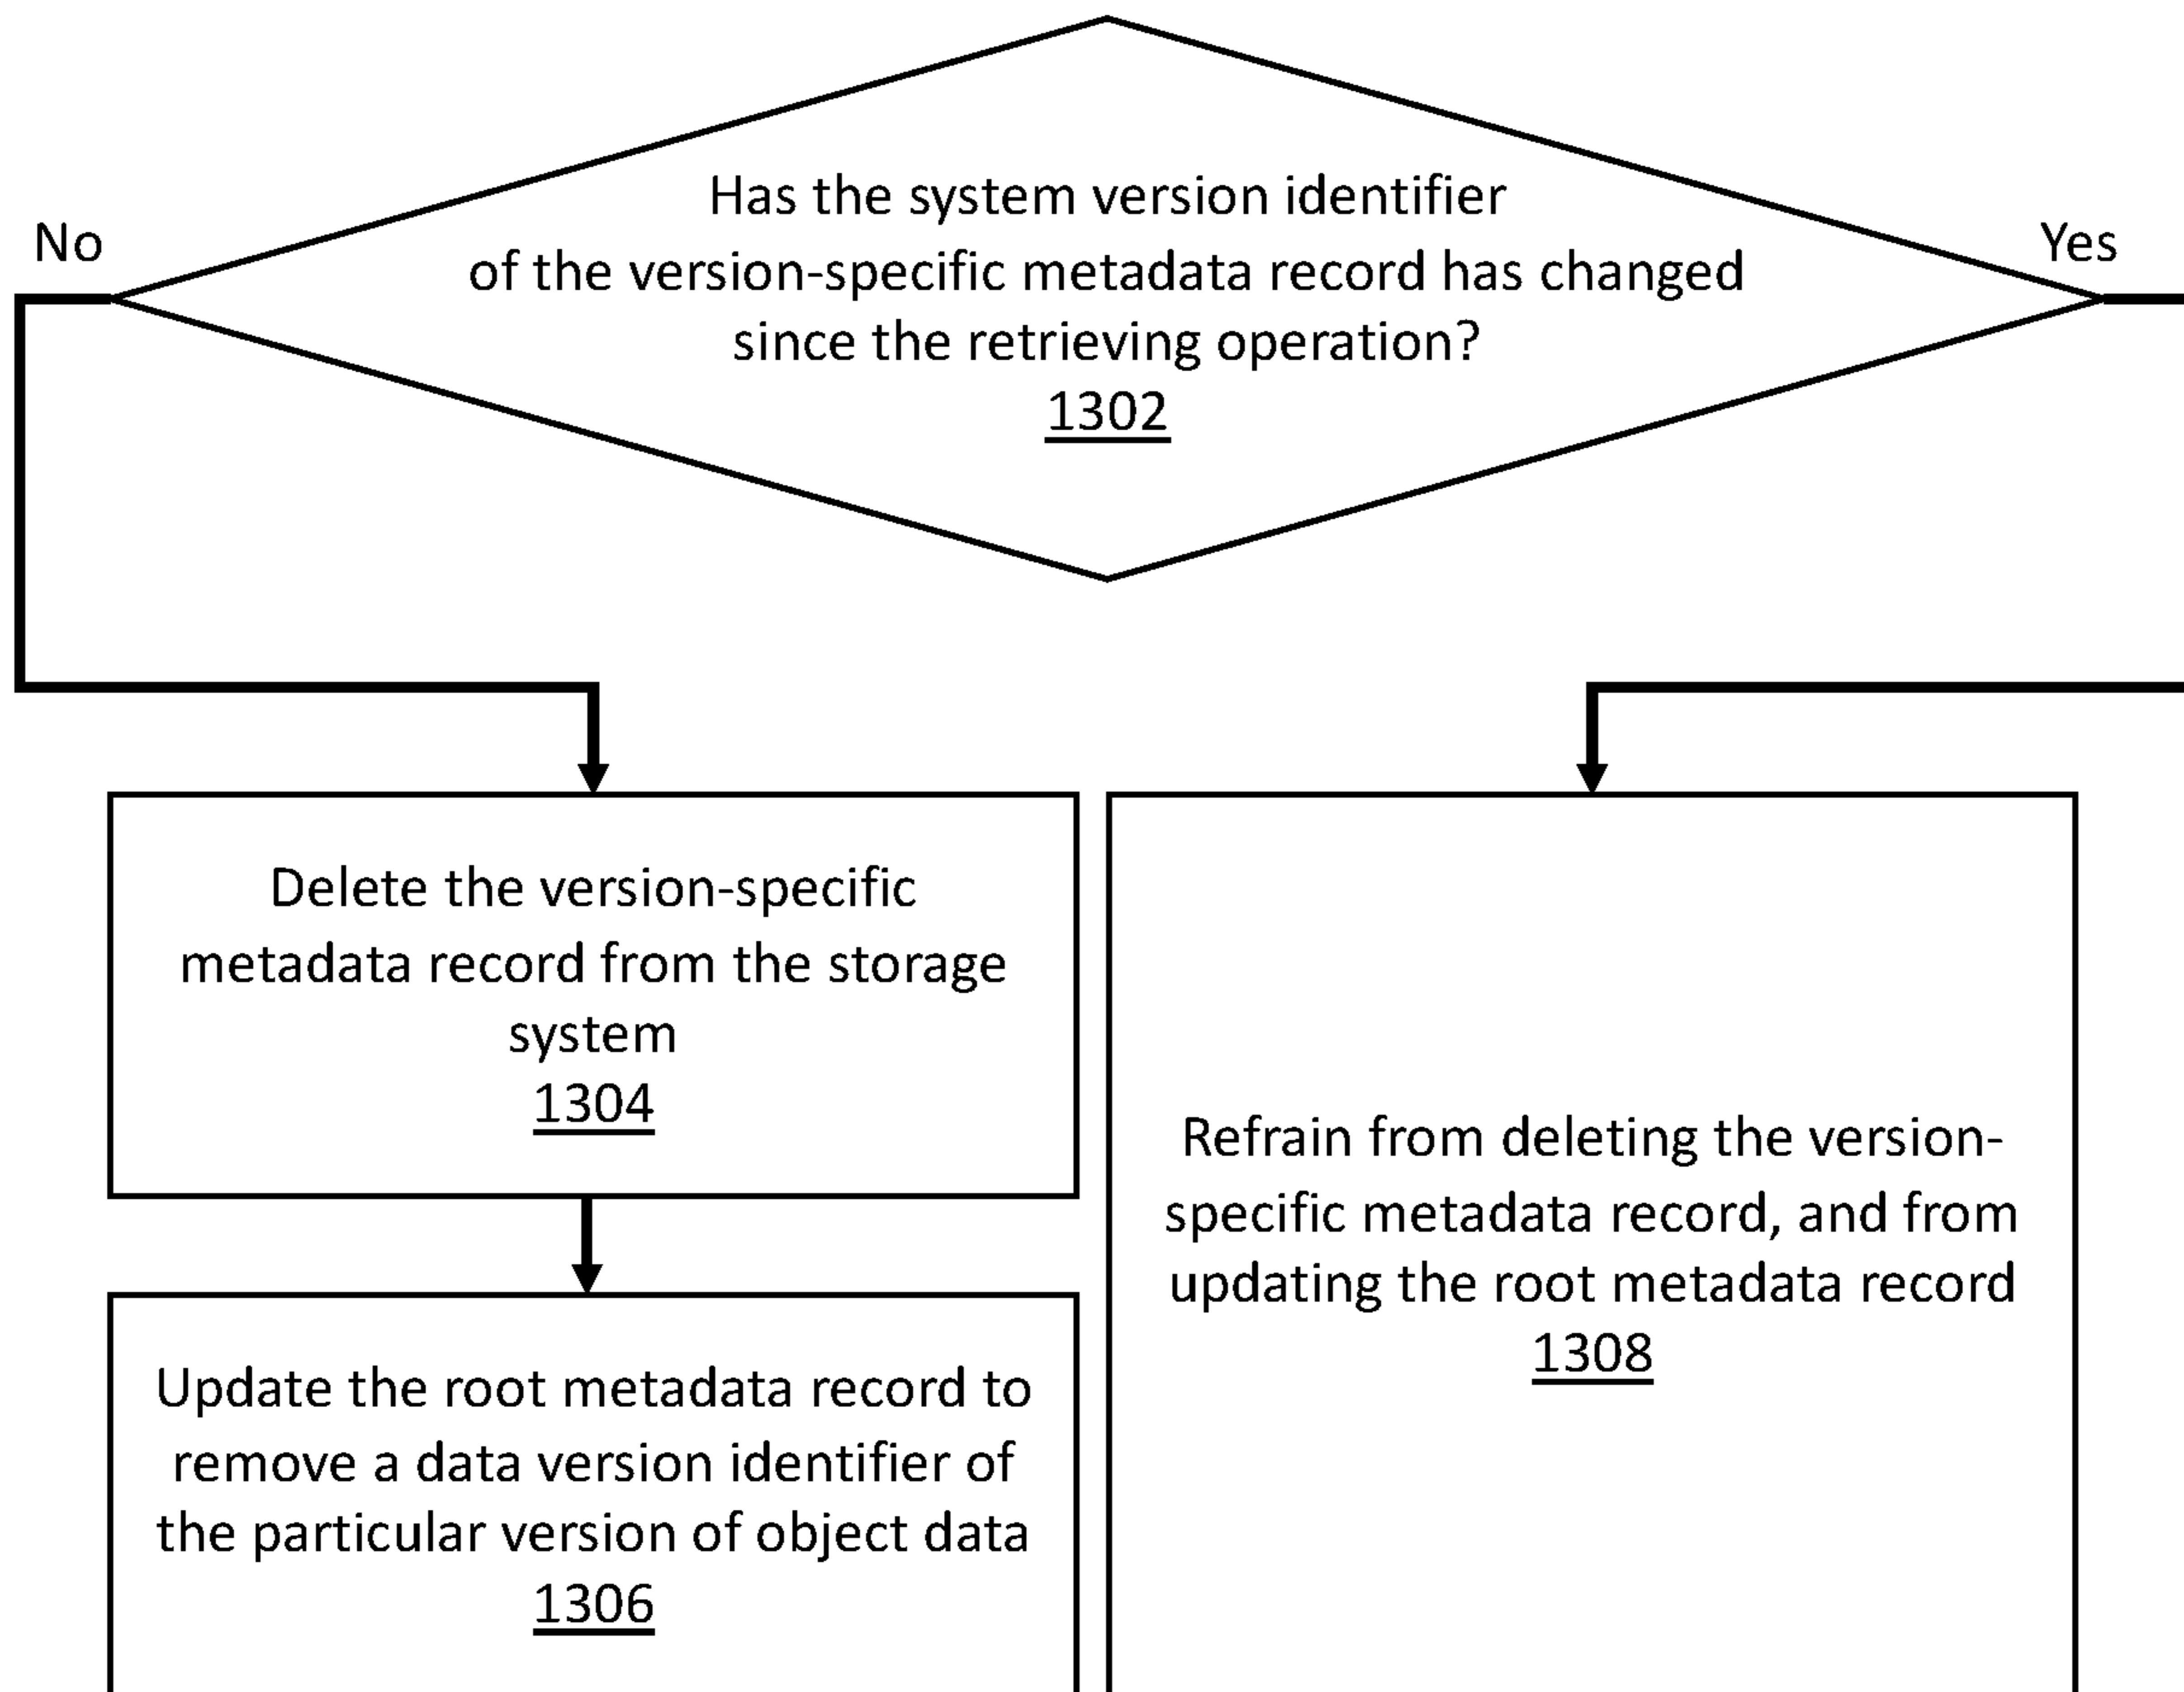 Has the system version identifier
of the version-specific metadata record has changed
since the retrieving operation?
1302
No
Yes
Delete the version-specific
metadata record from the storage
system
1304
Update the root metadata record to
remove a data version identifier of
the particular version of object data
1306
Refrain from deleting the version-
specific metadata record, and from
updating the root metadata record
1308